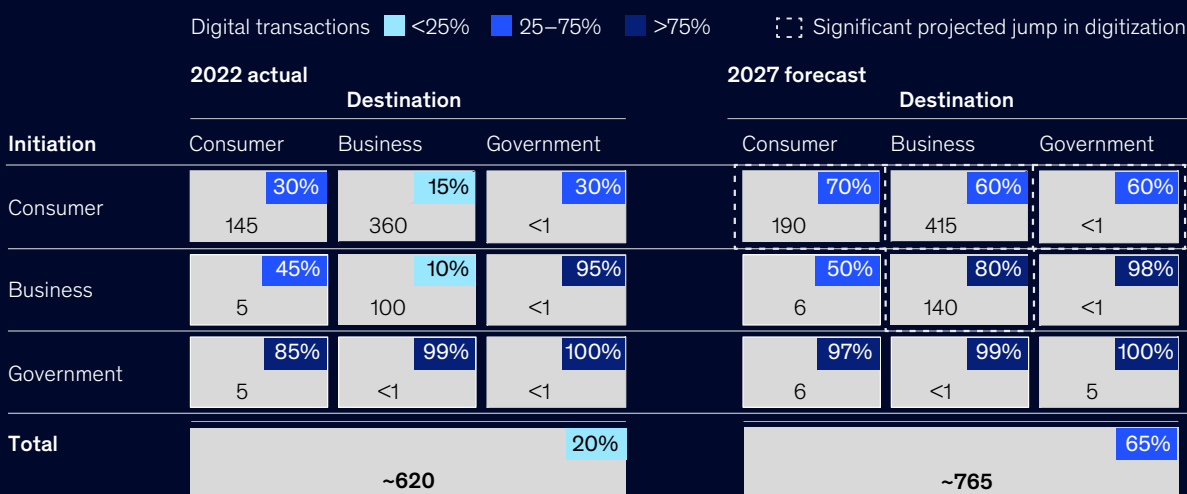 Digital transactions <25% 25–75% >75% Significant projected jump in digitization
2022 actual 2027 forecast
Destination Destination
Initiation Consumer Business Government Consumer Business Government
30% 15% 30% 70% 60% 60%
Consumer
145 360 <1 190 415 <1
45% 10% 95% 50% 80% 98%
Business
5 100 <1 6 140 <1
85% 99% 100% 97% 99% 100%
Government
5 <1 <1 6 <1 5
Total 20% 65%
~620 ~765